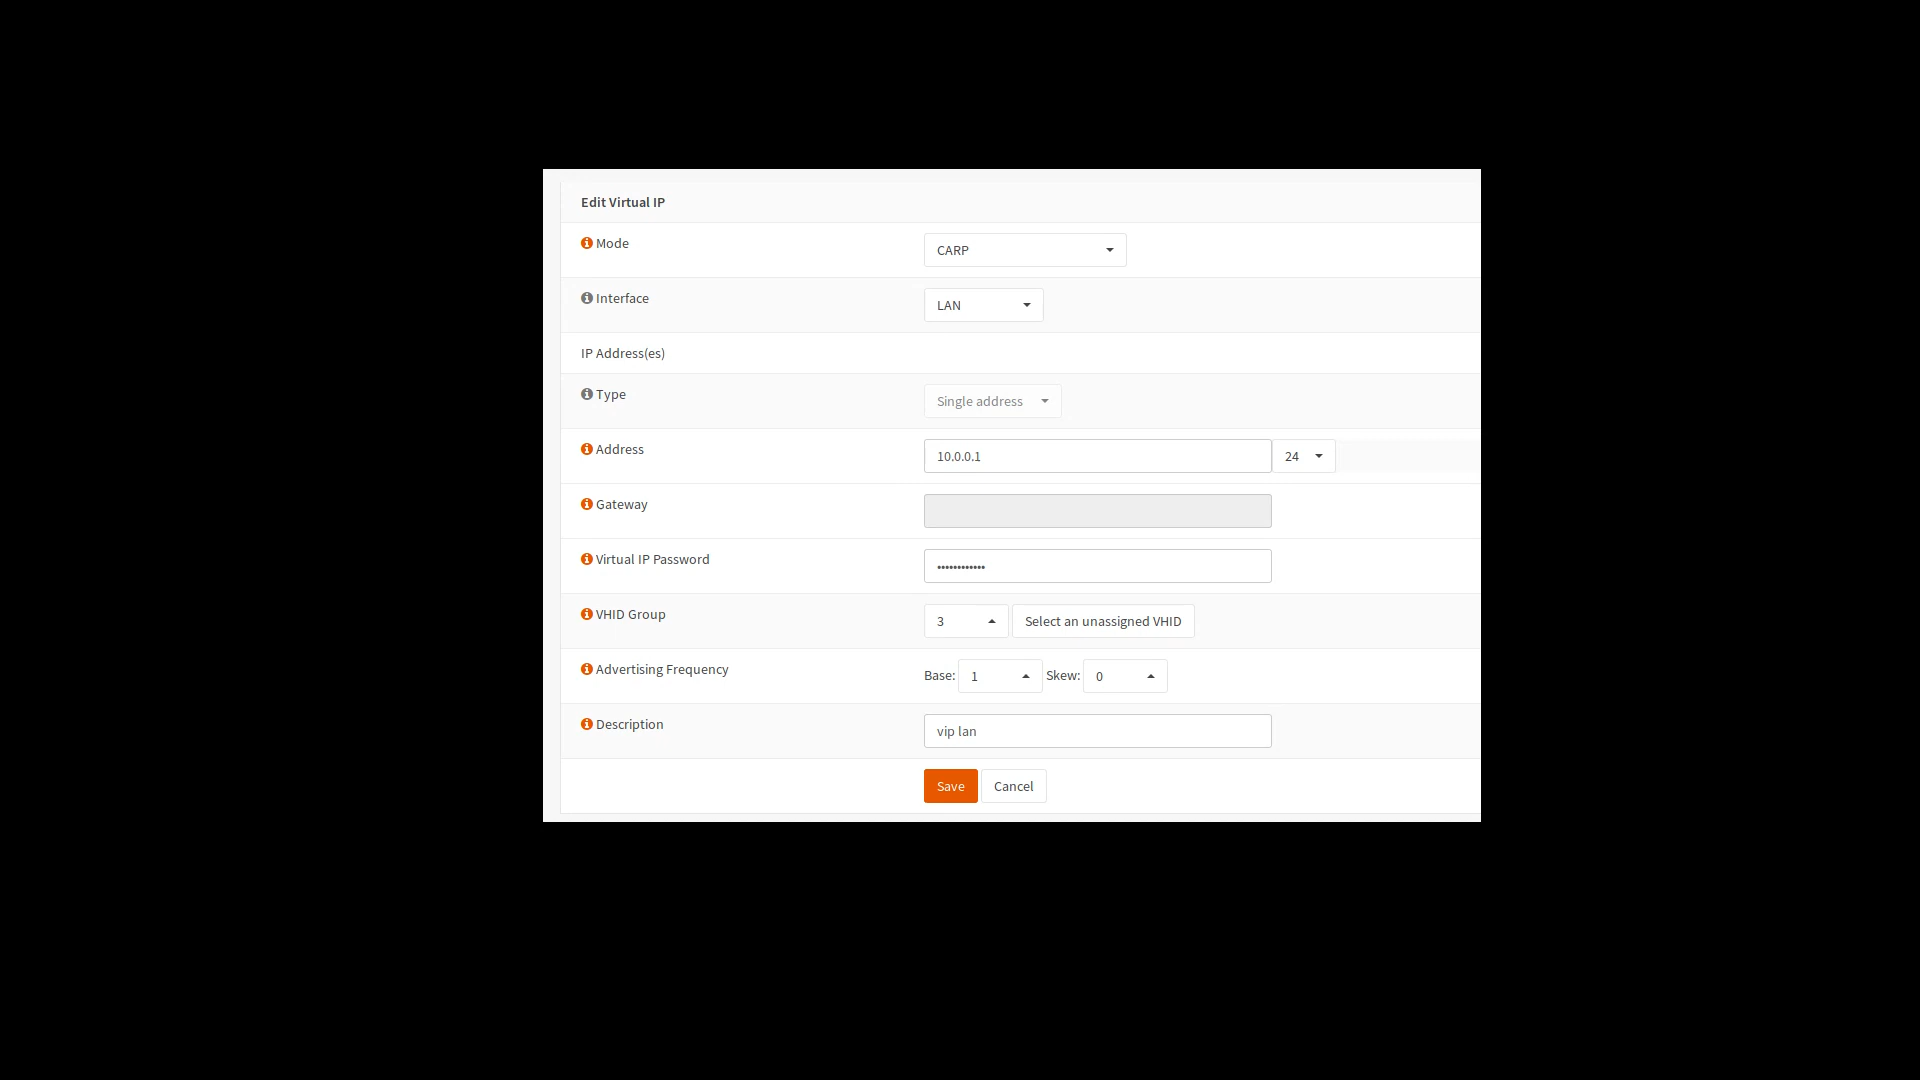 Edit Virtual IP
Mode CARP
Interface LAN
IP Address(es)
Type Single address
Address 10.0.0.1 24
Gateway
Virtual IP Password ••••••••••••
VHID Group 3 Select an unassigned VHID
Advertising Frequency Base: 1 Skew: 0
Description vip lan
Save Cancel